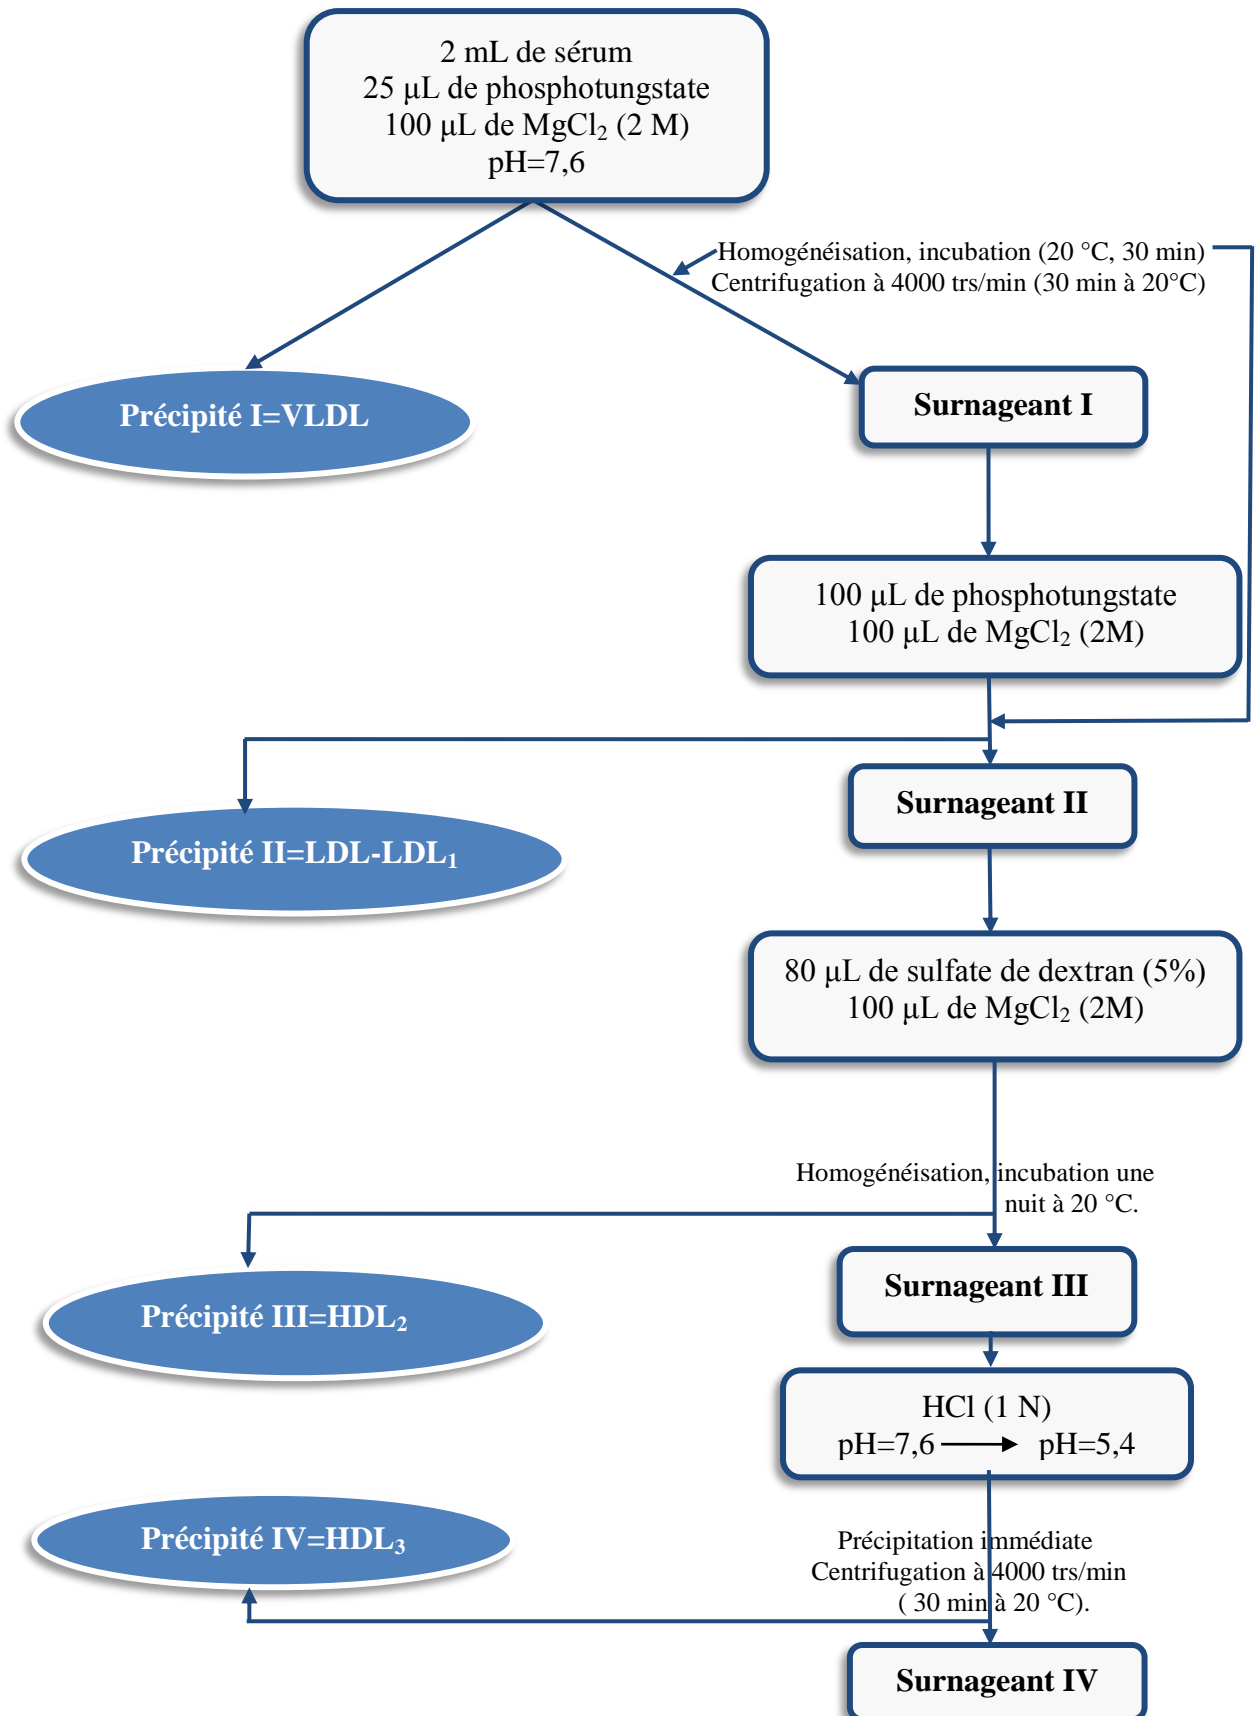 2 mL de sérum
25 µL de phosphotungstate
100 µL de MgCl₂ (2 M)
pH=7,6
Homogénéisation, incubation (20 °C, 30 min)
Centrifugation à 4000 trs/min (30 min à 20°C)
Précipité I=VLDL
Surnageant I
100 µL de phosphotungstate
100 µL de MgCl₂ (2M)
Surnageant II
Précipité II=LDL-LDL₁
80 µL de sulfate de dextran (5%)
100 µL de MgCl₂ (2M)
Homogénéisation, incubation une
nuit à 20 °C.
Surnageant III
Précipité III=HDL₂
HCl (1 N)
pH=7,6 → pH=5,4
Précipité IV=HDL₃
Précipitation immédiate
Centrifugation à 4000 trs/min
( 30 min à 20 °C).
Surnageant IV